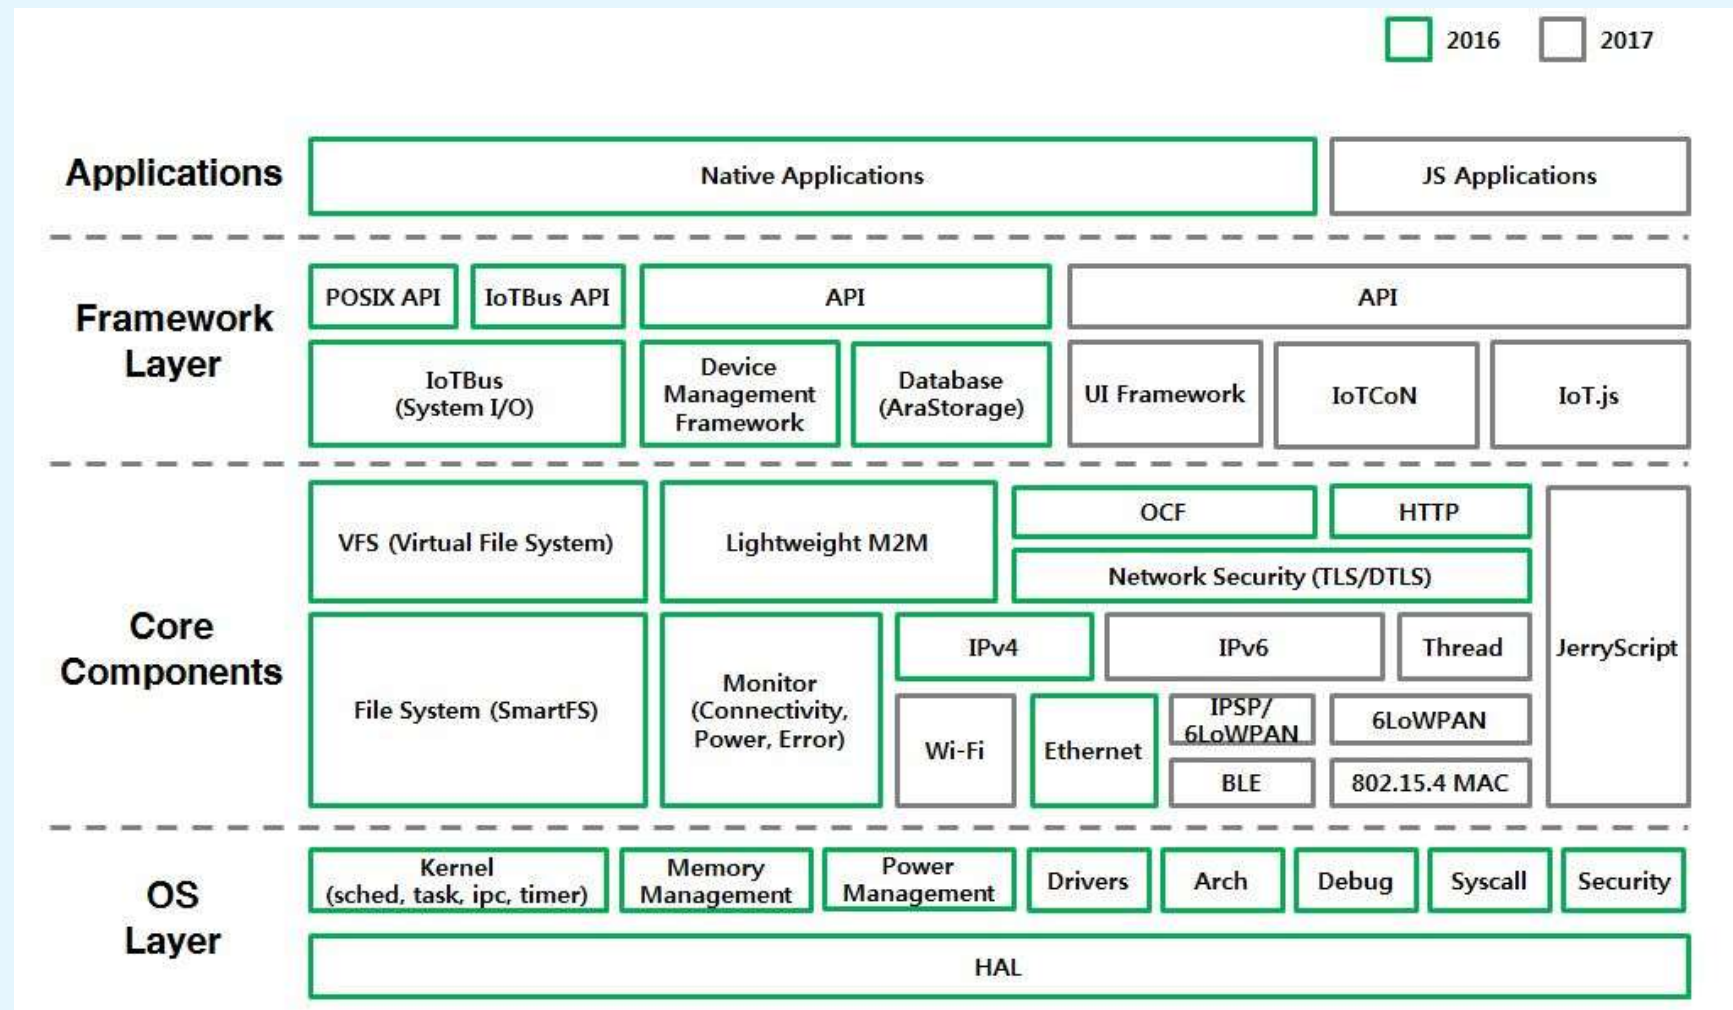 2016
2017
Applications
Native Applications
JS Applications
Framework
Layer
POSIX API
IoTBus API
API
API
IoTBus
(System I/O)
Device
Management
Framework
Database
(AraStorage)
UI Framework
IoTCoN
IoT.js
Core
Components
VFS (Virtual File System)
Lightweight M2M
OCF
HTTP
Network Security (TLS/DTLS)
JerryScript
File System (SmartFS)
Monitor
(Connectivity,
Power, Error)
IPv4
IPv6
Thread
Wi-Fi
Ethernet
IPSP/
6LoWPAN
6LoWPAN
BLE
802.15.4 MAC
OS
Layer
Kernel
(sched, task, ipc, timer)
Memory
Management
Power
Management
Drivers
Arch
Debug
Syscall
Security
HAL